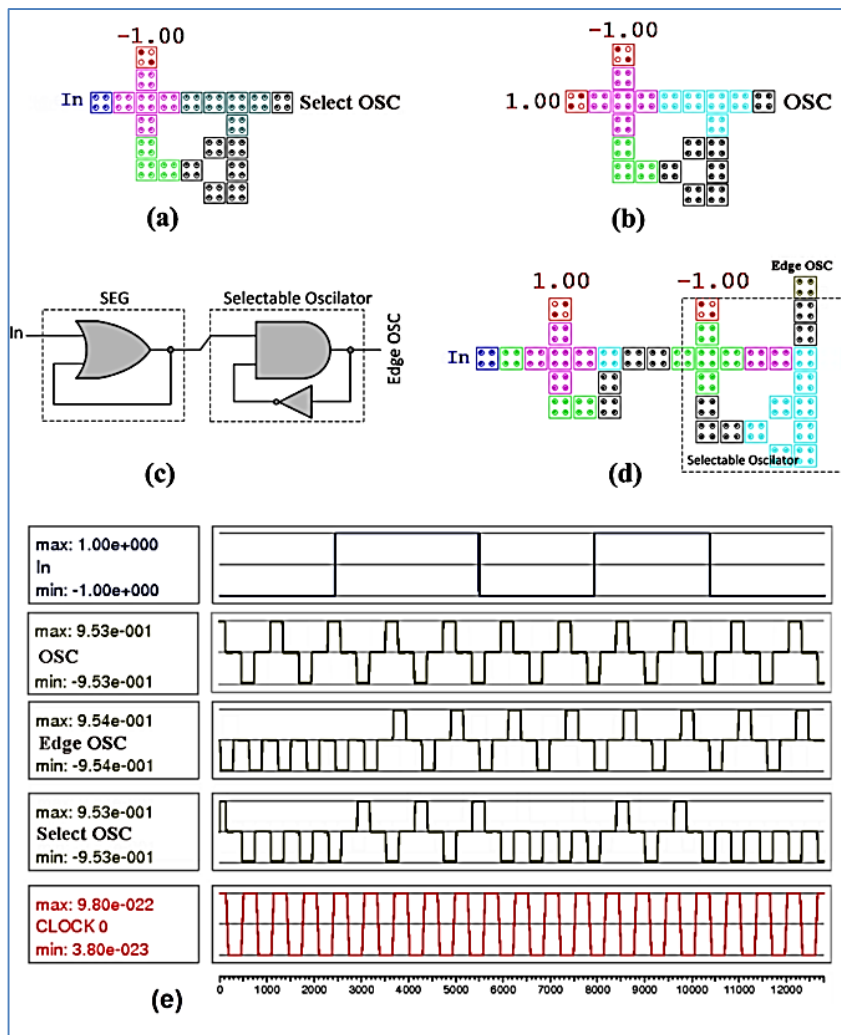 -1.00
In
Select OSC
(a)
-1.00
1.00
OSC
(b)
SEG
Selectable Oscilator
In
Edge OSC
(c)
Edge OSC
1.00
-1.00
In
Selectable Oscilator
(d)
max: 1.00e+000
In
min: -1.00e+000
max: 9.53e-001
OSC
min: -9.53e-001
max: 9.54e-001
Edge OSC
min: -9.54e-001
max: 9.53e-001
Select OSC
min: -9.53e-001
max: 9.80e-022
CLOCK 0
min: 3.80e-023
0 1000 2000 3000 4000 5000 6000 7000 8000 9000 10000 11000 12000
(e)